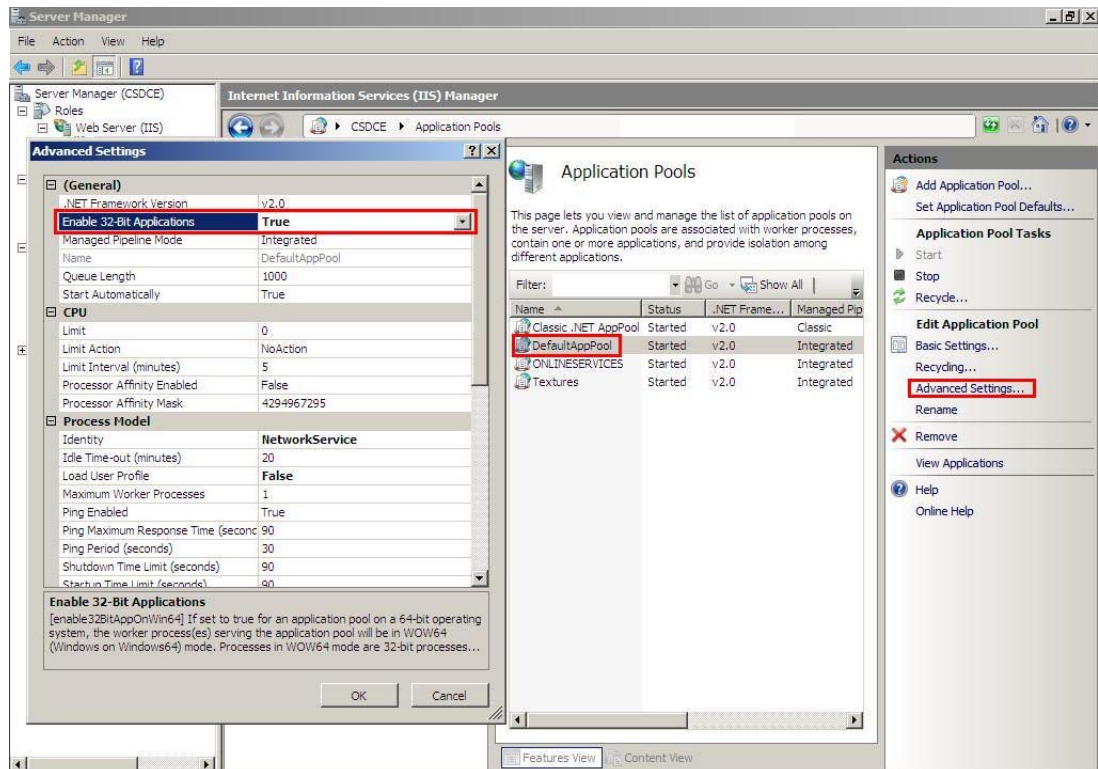 Server Manager
File Action View Help
Server Manager (CSDCE)
Roles
Web Server (IIS)
Internet Information Services (IIS) Manager
CSDCE Application Pools
Advanced Settings
(General)
.NET Framework Version v2.0
Enable 32-Bit Applications True
Managed Pipeline Mode Integrated
Name DefaultAppPool
Queue Length 1000
Start Automatically True
CPU
Limit 0
Limit Action NoAction
Limit Interval (minutes) 5
Processor Affinity Enabled False
Processor Affinity Mask 4294967295
Process Model
Identity NetworkService
Idle Time-out (minutes) 20
Load User Profile False
Maximum Worker Processes 1
Ping Enabled True
Ping Maximum Response Time (second 90
Ping Period (seconds) 30
Shutdown Time Limit (seconds) 90
Startup Time Limit (seconds) 90
Enable 32-Bit Applications
[enable32BitAppOnWin64] If set to true for an application pool on a 64-bit operating
system, the worker process(es) serving the application pool will be in WOW64
(Windows on Windows64) mode. Processes in WOW64 mode are 32-bit processes...
OK Cancel
Application Pools
This page lets you view and manage the list of application pools on
the server. Application pools are associated with worker processes,
contain one or more applications, and provide isolation among
different applications.
Filter: Go Show All
Name Status .NET Frame... Managed Pip
Classic .NET AppPool Started v2.0 Classic
DefaultAppPool Started v2.0 Integrated
ONLINESERVICES Started v2.0 Integrated
Textures Started v2.0 Integrated
Features View Content View
Actions
Add Application Pool...
Set Application Pool Defaults...
Application Pool Tasks
Start
Stop
Recycle...
Edit Application Pool
Basic Settings...
Recycling...
Advanced Settings...
Rename
Remove
View Applications
Help
Online Help